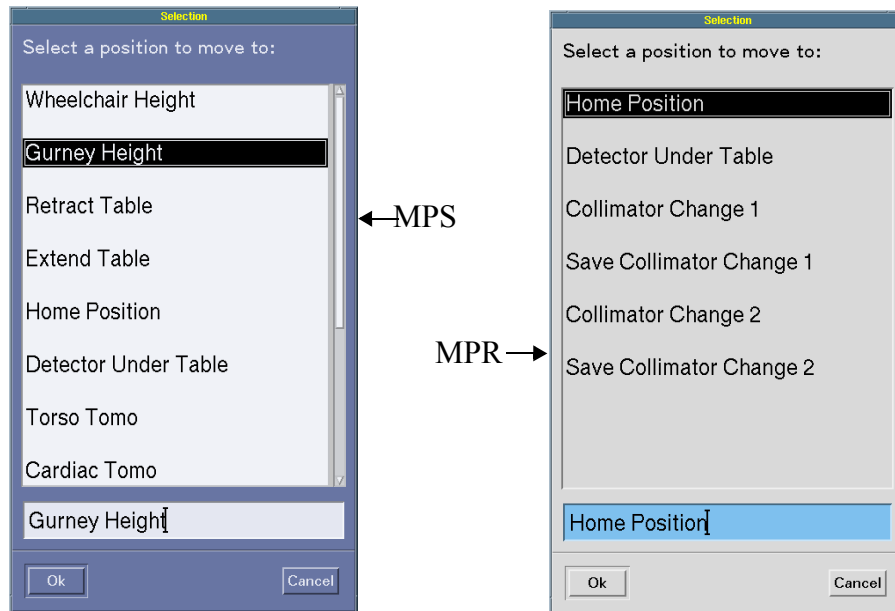 Selection
Select a position to move to:
Wheelchair Height
Gurney Height
Retract Table
Extend Table
Home Position
Detector Under Table
Torso Tomo
Cardiac Tomo
Gurney Height
Ok
Cancel
MPS
MPR
Selection
Select a position to move to:
Home Position
Detector Under Table
Collimator Change 1
Save Collimator Change 1
Collimator Change 2
Save Collimator Change 2
Home Position
Ok
Cancel